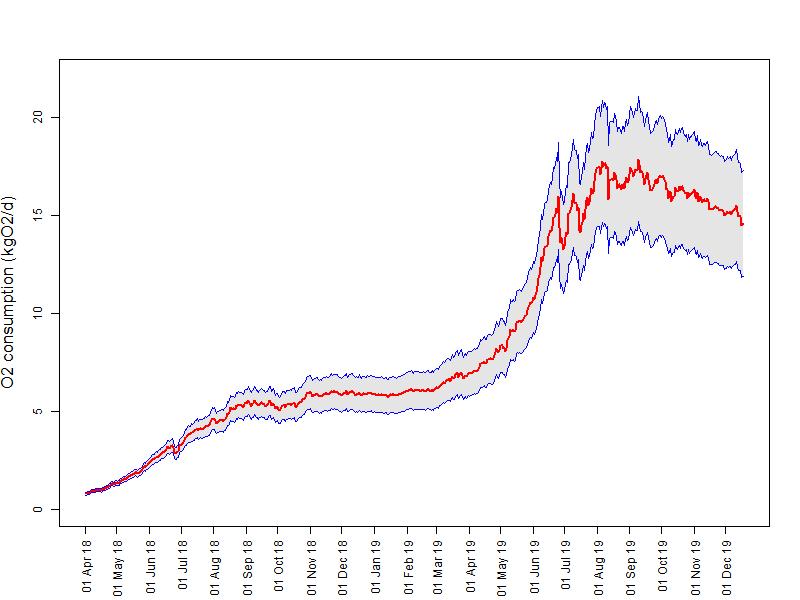 O2 consumption (kgO2/d)
20
15
10
5
0
01 Apr 18
01 May 18
01 Jun 18
01 Jul 18
01 Aug 18
01 Sep 18
01 Oct 18
01 Nov 18
01 Dec 18
01 Jan 19
01 Feb 19
01 Mar 19
01 Apr 19
01 May 19
01 Jun 19
01 Jul 19
01 Aug 19
01 Sep 19
01 Oct 19
01 Nov 19
01 Dec 19